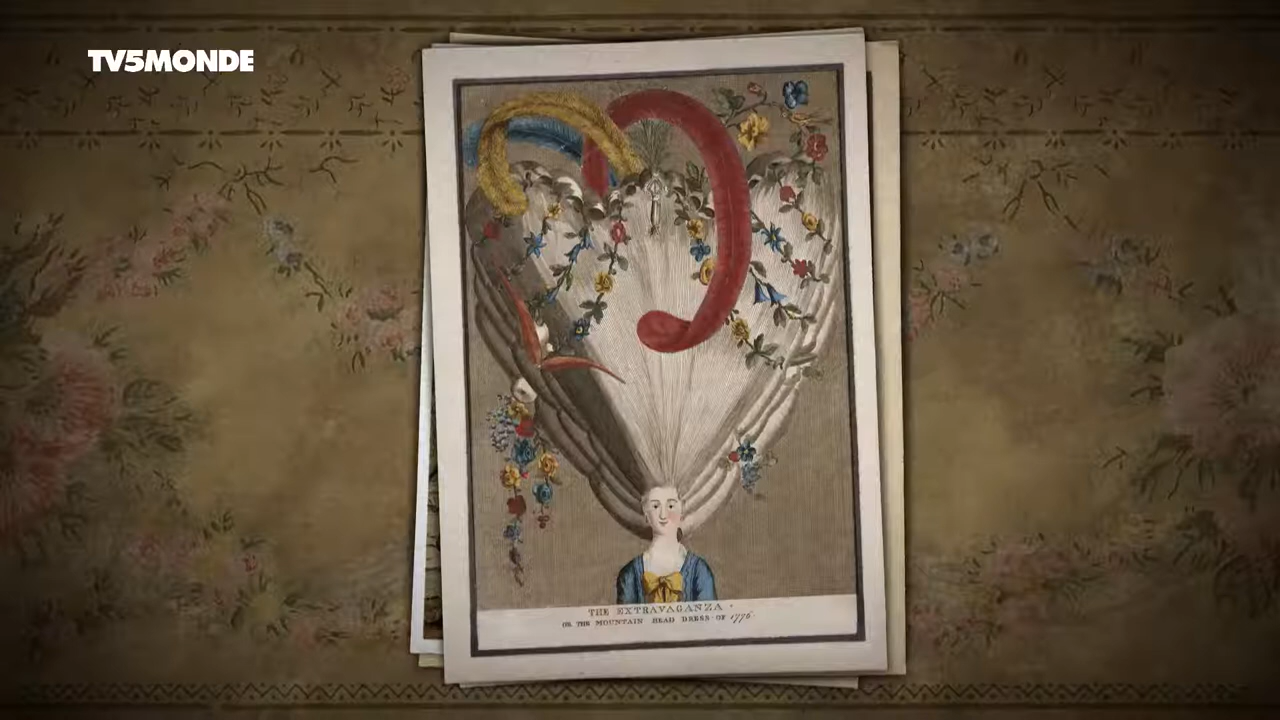 TV5MONDE
THE EXTRAVAGANZA
OR THE MOUNTAIN HEAD DRESS OF 1776